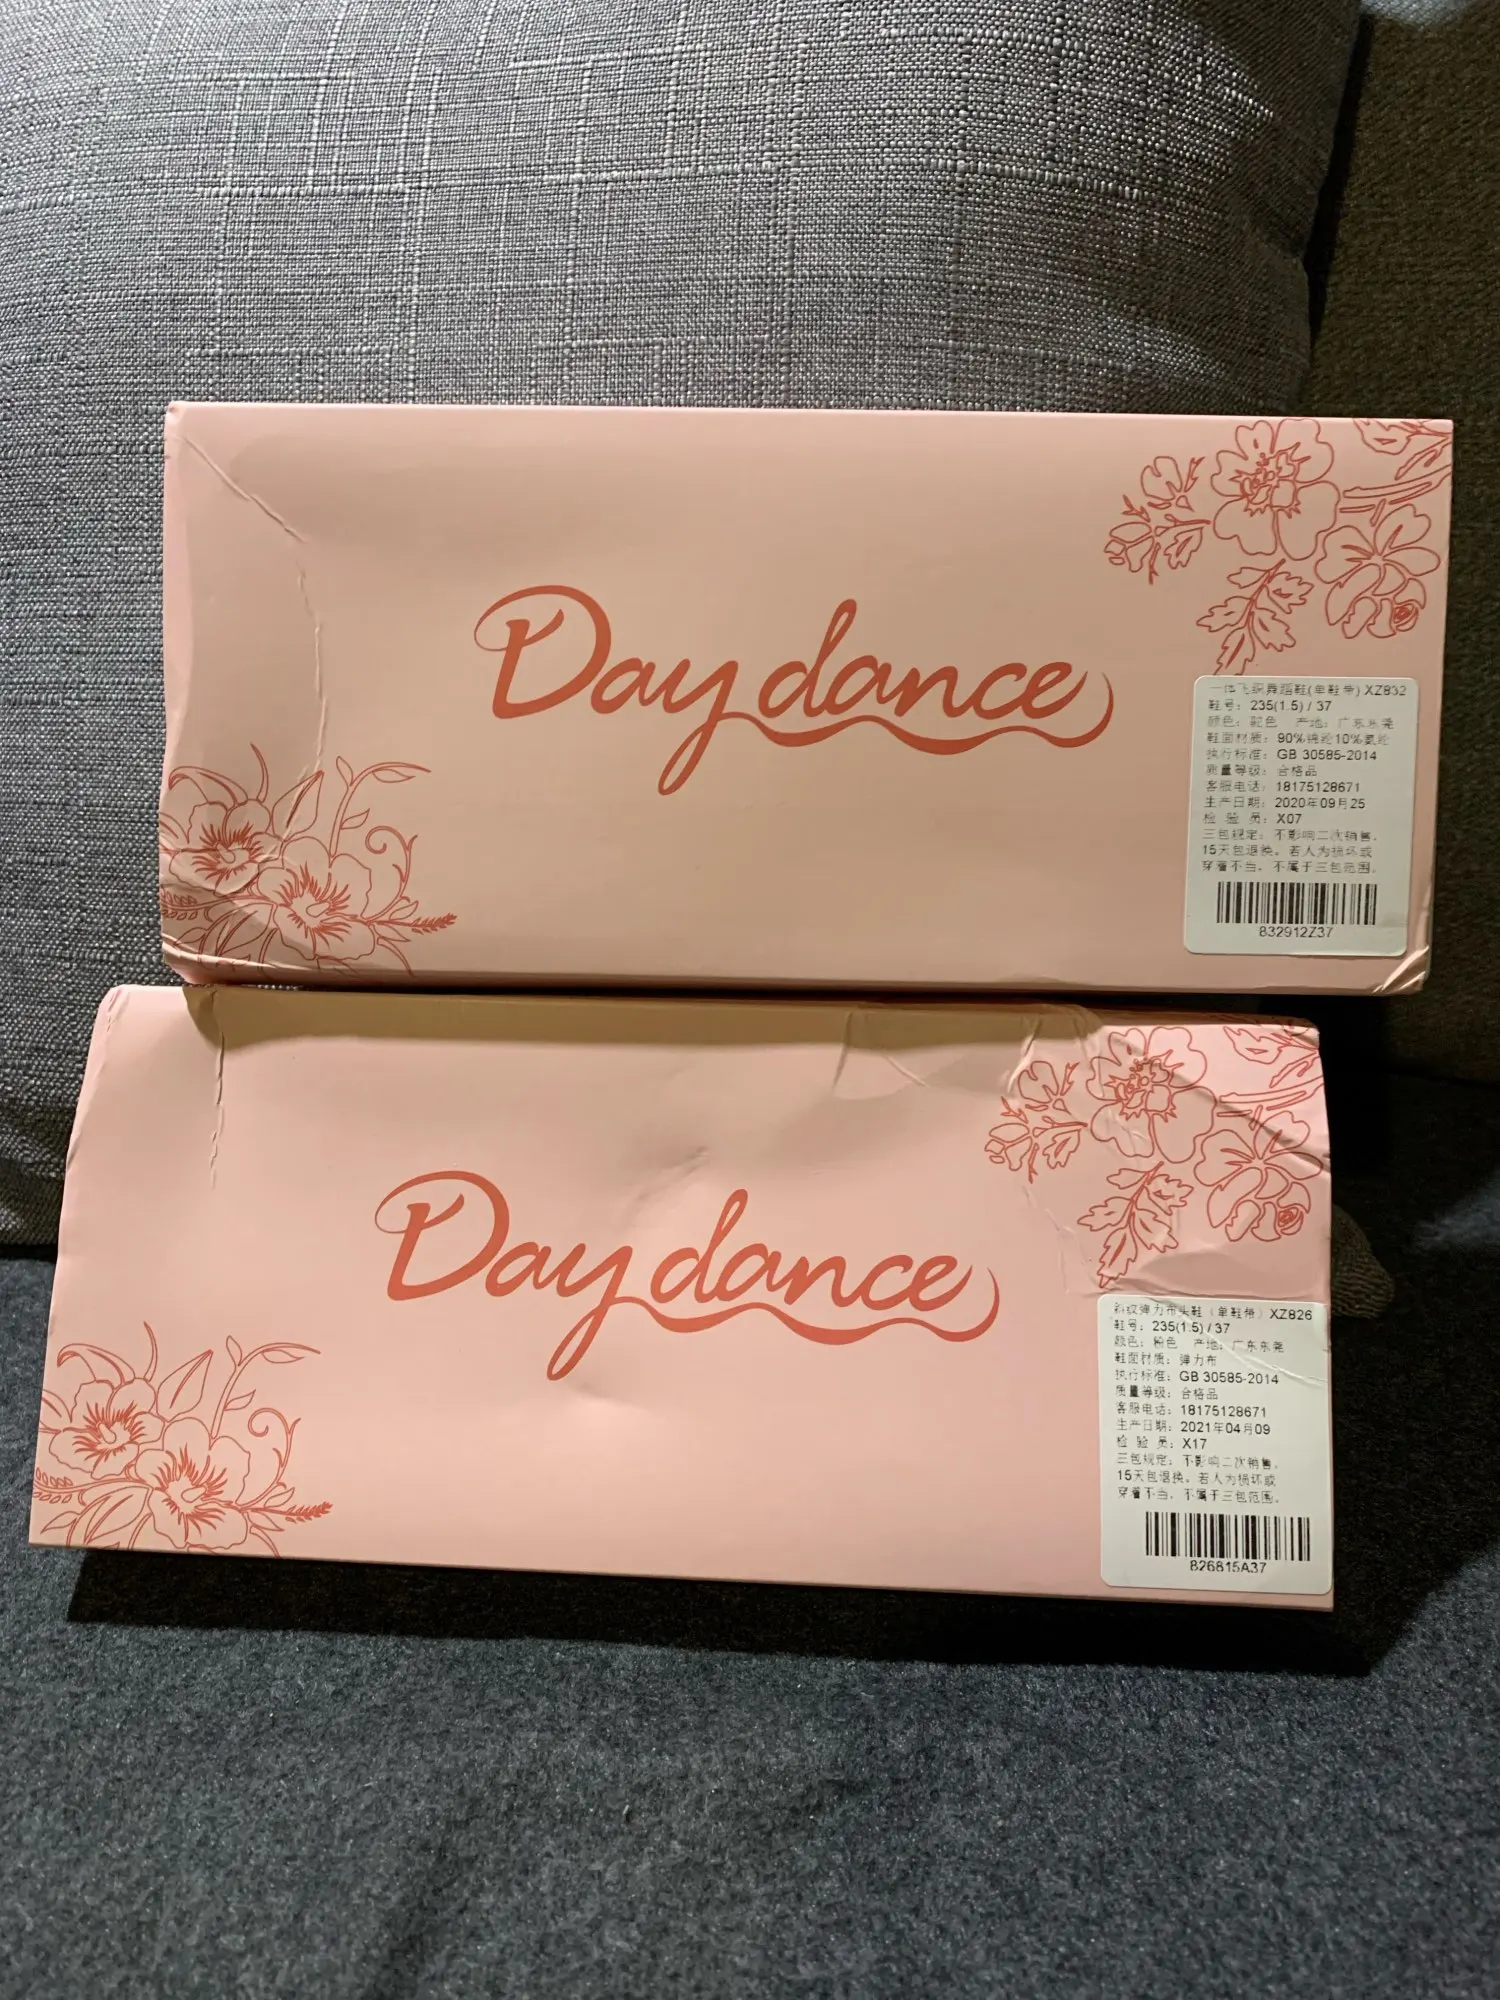 Day dance
一体飞织舞蹈鞋(单鞋带) XZ832
鞋号: 235(1.5) / 37
颜色: 驼色 产地: 广东东莞
鞋面材质: 90%锦纶10%氨纶
执行标准: GB 30585-2014
质量等级: 合格品
客服电话: 18175128671
生产日期: 2020年09月25
检 验 员: X07
三包规定: 不影响二次销售,
15天包退换。若人为损坏或
穿著不当, 不属于三包范围。
832912Z37
Day dance
斜纹弹力布头鞋(单鞋带) XZ826
鞋号: 235(1.5) / 37
颜色: 粉色 产地: 广东东莞
鞋面材质: 弹力布
执行标准: GB 30585-2014
质量等级: 合格品
客服电话: 18175128671
生产日期: 2021年04月09
检 验 员: X17
三包规定: 不影响二次销售,
15天包退换。若人为损坏或
穿著不当, 不属于三包范围。
826815A37